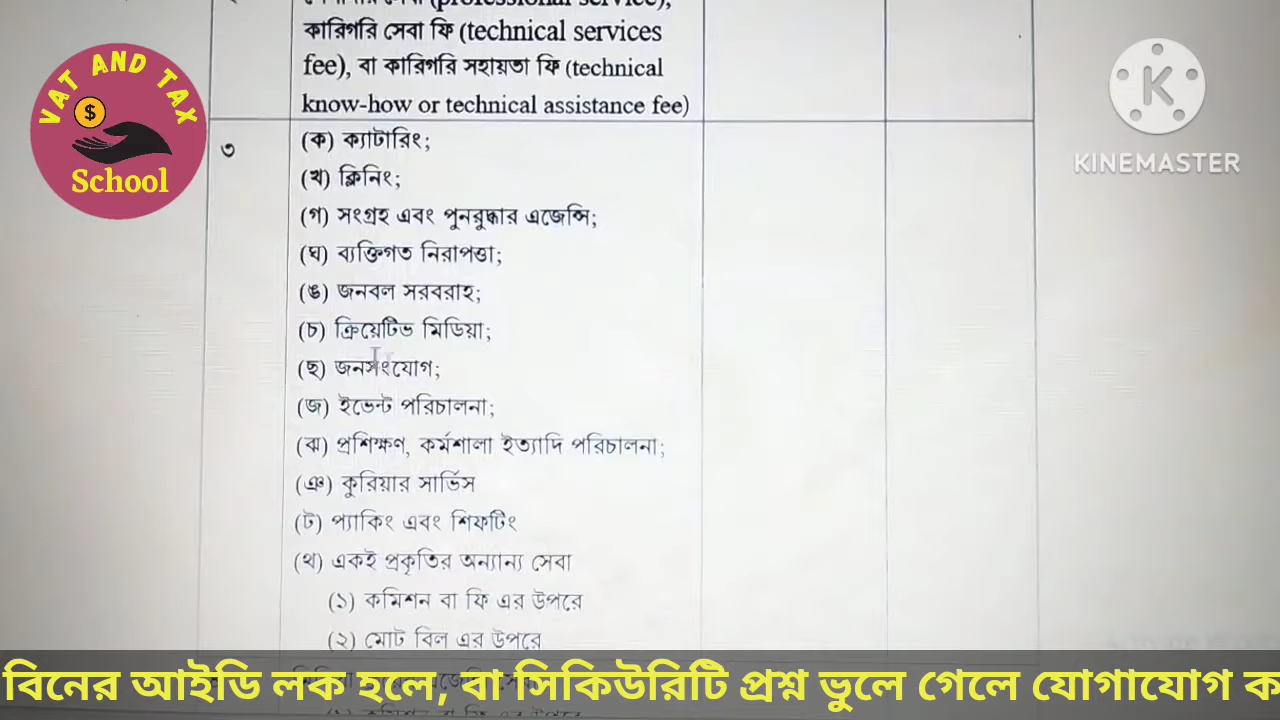 (professional service),
কারিগরি সেবা ফি (technical services
fee), বা কারিগরি সহায়তা ফি (technical
know-how or technical assistance fee)
৩
(ক) ক্যাটারিং;
(খ) ক্লিনিং;
(গ) সংগ্রহ এবং পুনরুদ্ধার এজেন্সি;
(ঘ) ব্যক্তিগত নিরাপত্তা;
(ঙ) জনবল সরবরাহ;
(চ) ক্রিয়েটিভ মিডিয়া;
(ছ) জনসংযোগ;
(জ) ইভেন্ট পরিচালনা;
(ঝ) প্রশিক্ষণ, কর্মশালা ইত্যাদি পরিচালনা;
(ঞ) কুরিয়ার সার্ভিস
(ট) প্যাকিং এবং শিফটিং
(থ) একই প্রকৃতির অন্যান্য সেবা
(১) কমিশন বা ফি এর উপরে
(২) মোট বিল এর উপরে
VAT AND TAX
$
School
K
KINEMASTER
বিনের আইডি লক হলে, বা সিকিউরিটি প্রশ্ন ভুলে গেলে যোগাযোগ ক